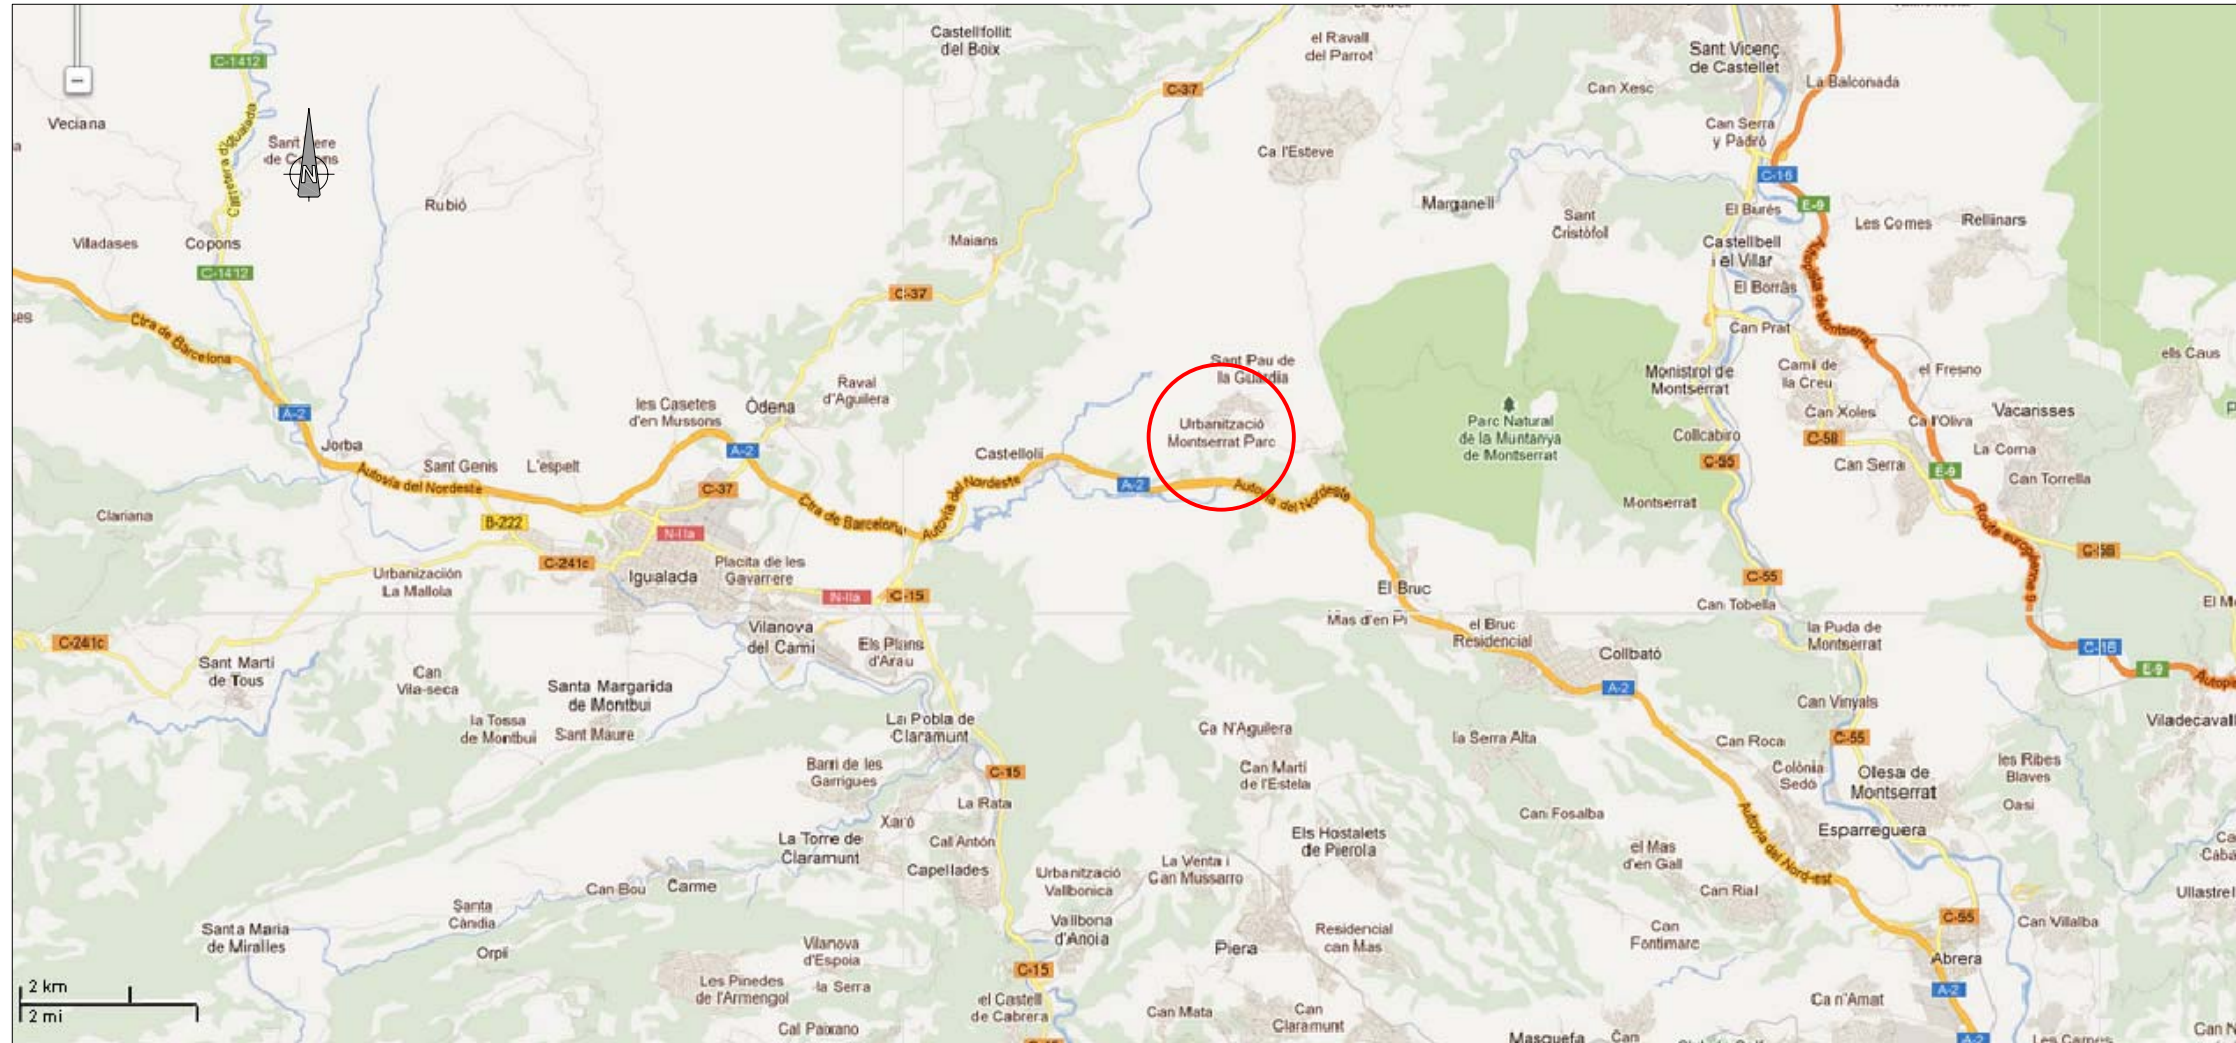 Castellfollit
del Boix
el Ravall
del Parrot
Sant Vicenç
de Castellet
C-1412
C-37
Can Xesc
La Balconada
Veciana
Carretera d'Igualada
Can Serra
y Padró
Ca l'Esteve
C-16
Rubió
Marganell
Sant
Cristòfol
El Burés
E-9
Les Comes
Rellinars
Viladases
Copons
Maians
Castellbell
i el Villar
C-1412
C-37
El Borràs
Autopista de Montserrat
Ctra de Barcelona
Can Prat
Sant Pau de
la Guardia
els Caus
Raval
d'Aguilera
Monistrol de
Montserrat
Camí de
la Creu
el Fresno
les Casetes
d'en Mussons
Òdena
A-2
Urbanització
Montserrat Parc
Parc Natural
de la Muntanya
de Montserrat
Can Xoles
Ca l'Oliva
Vacarisses
Jorba
A-2
Castellolí
Collcabiro
C-58
La Coma
Sant Genis
L'espelt
C-55
Can Serra
E-9
Can Torrella
Autovía del Nordeste
C-37
Autovía del Nordeste
A-2
Autovía del Nordeste
Montserrat
Clariana
B-222
Ctra de Barcelona
N-IIa
Route européenne 9
C-58
C-241c
Placita de les
Gavarrere
Urbanización
La Mallola
Igualada
El Bruc
C-55
N-IIa
C-15
Can Tobella
Mas d'en Pi
el Bruc
Residencial
la Puda de
Montserrat
C-241c
Vilanova
del Camí
Els Plans
d'Arau
Collbató
C-16
Sant Martí
de Tous
Can
Vila-seca
Santa Margarida
de Montbui
A-2
E-9
Can Vinyals
la Tossa
de Montbui
Sant Maure
La Pobla de
Claramunt
Ca N'Aguilera
la Serra Alta
Can Roca
C-55
Barri de les
Garrigues
C-15
Can Martí
de l'Estela
Colònia
Sedó
Olesa de
Montserrat
les Ribes
Blaves
La Rata
Can Fosalba
Oasi
Xaró
Els Hostalets
de Pierola
Autovía del Nord-est
Esparreguera
La Torre de
Claramunt
Cal Antón
el Mas
d'en Gall
Capellades
Urbanització
Vallbonica
La Venta i
Can Mussarro
Can Bou
Carme
Can Rial
Santa
Càndia
Vallbona
d'Anoia
C-55
Can Villalba
Santa Maria
de Miralles
Orpí
Vilanova
d'Espoia
Piera
Residencial
can Mas
Can
Fontimarc
Abrera
C-15
Les Pinedes
de l'Armengol
la Serra
A-2
2 km
2 mi
el Castell
de Cabrera
Can Mata
Can
Claramunt
Ca n'Amat
Cal Paixano
Masquefa
Can
A-2